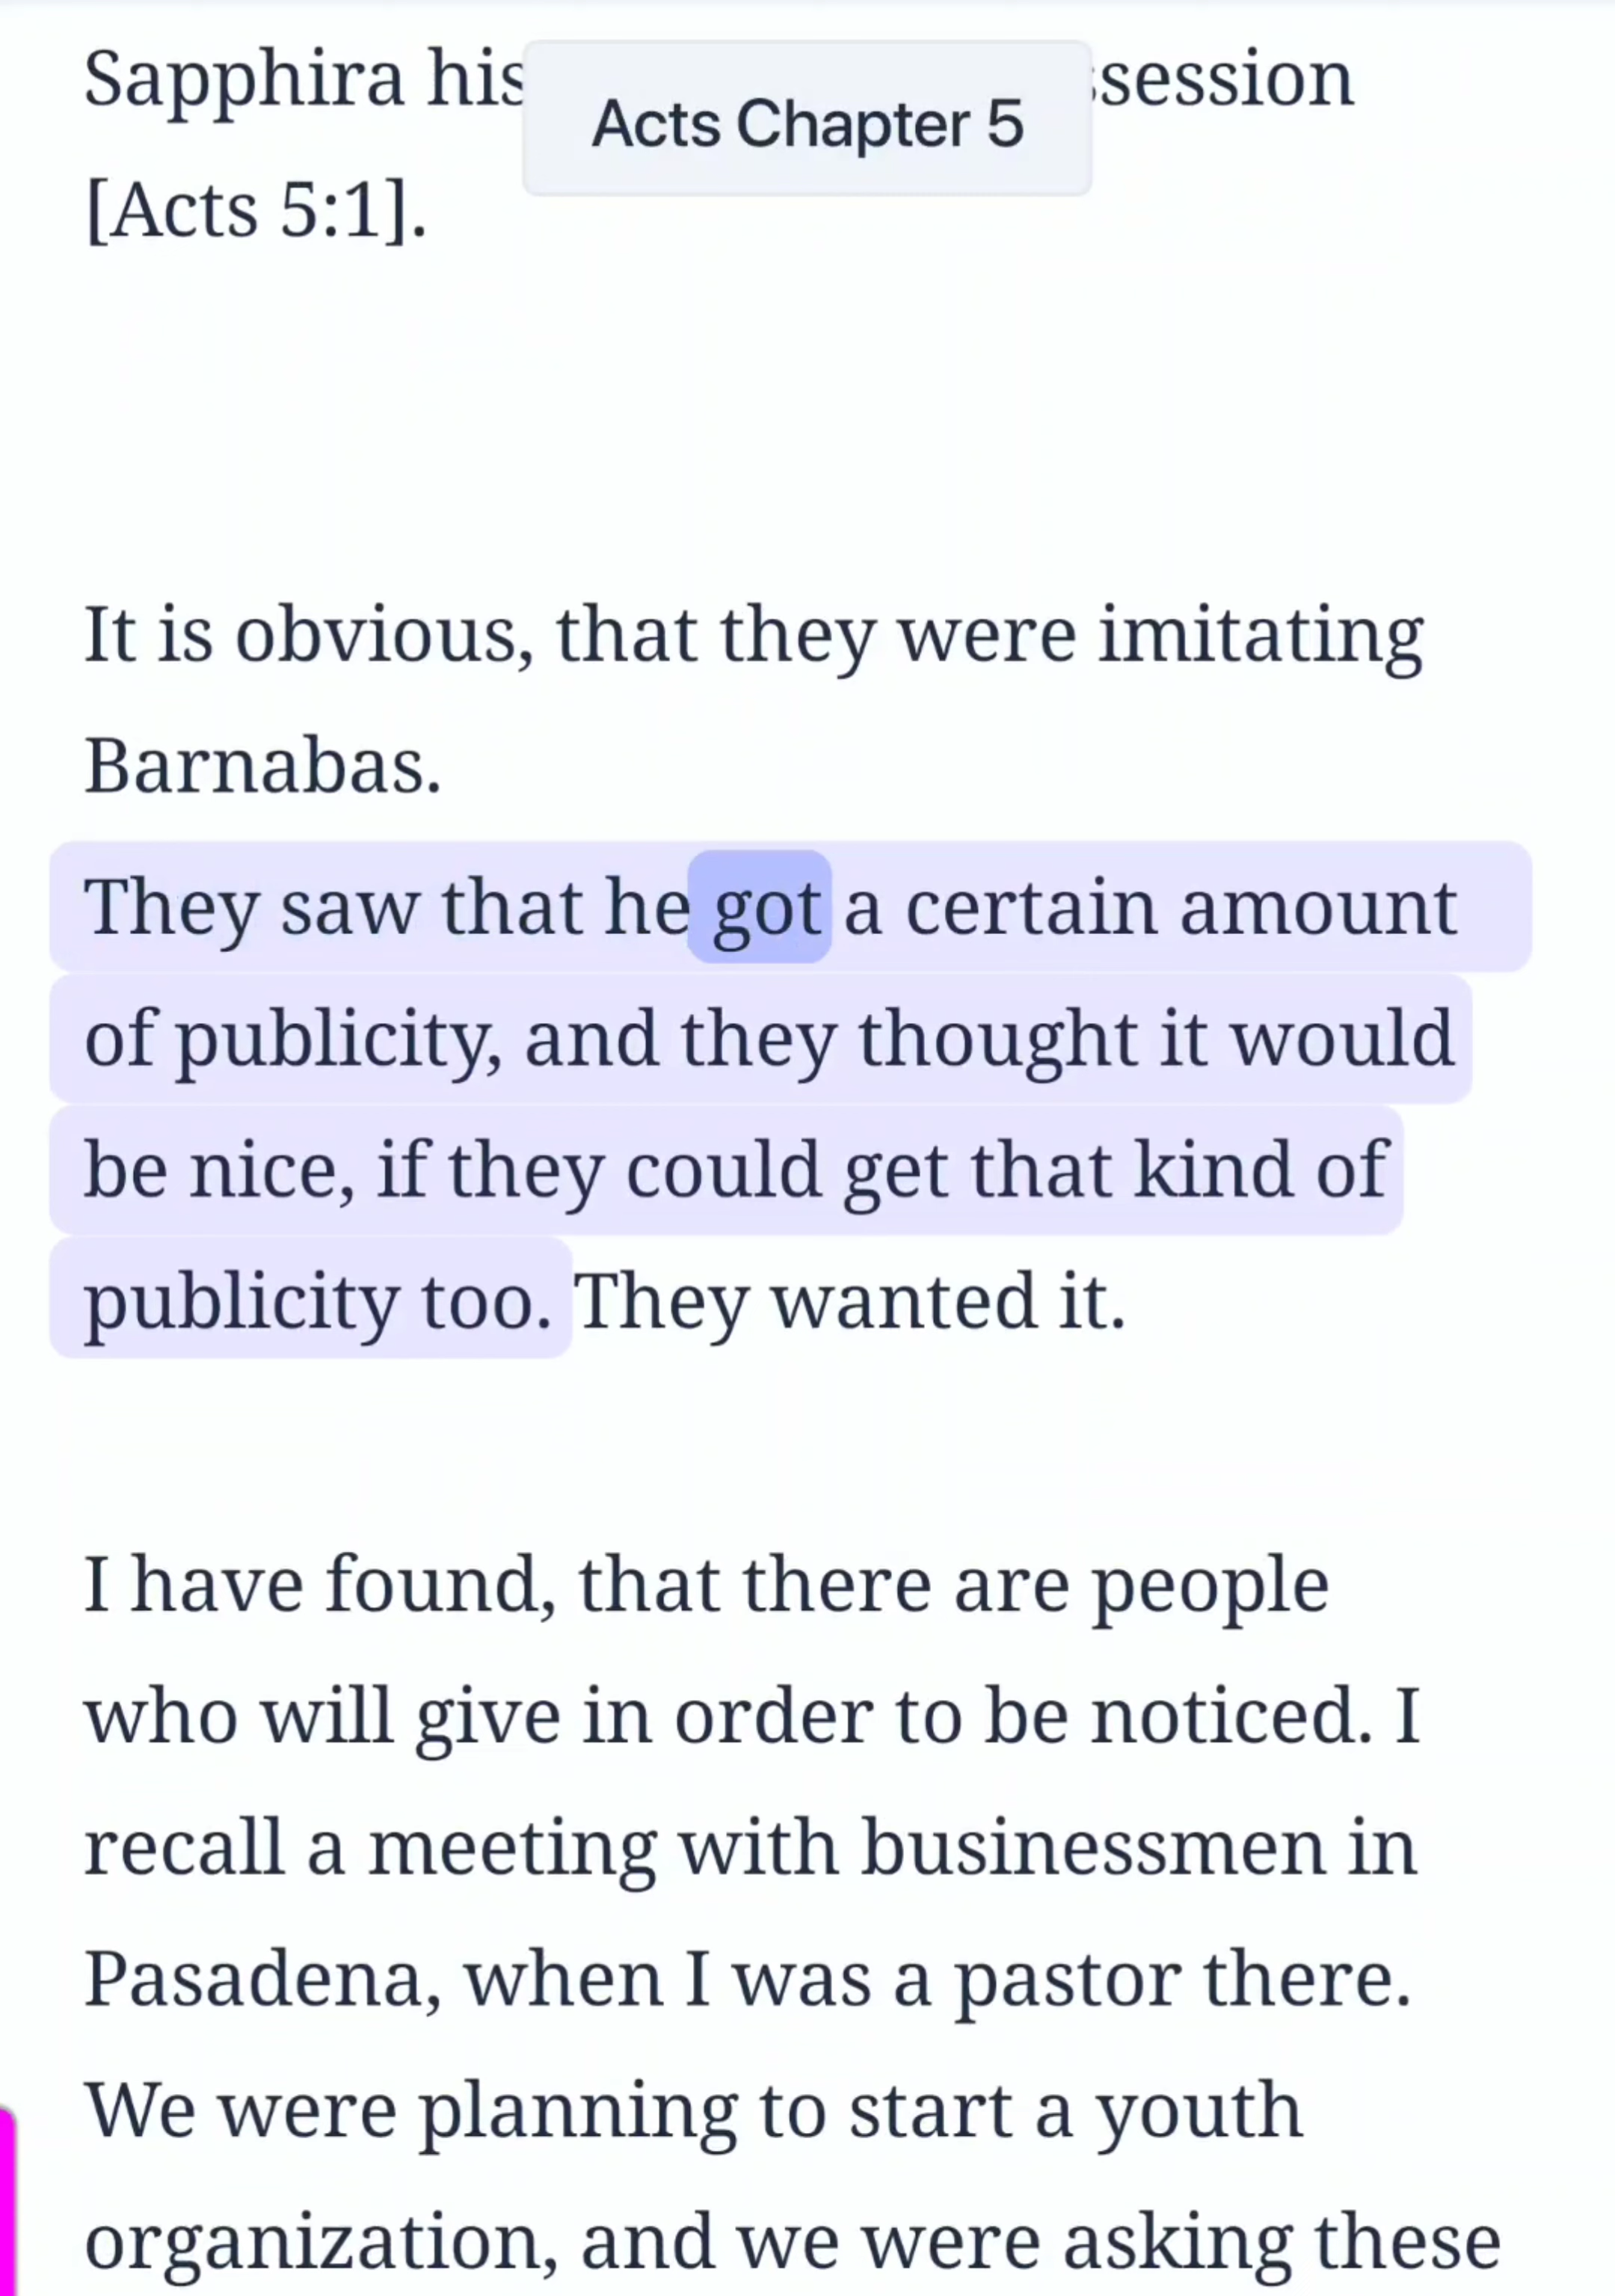 Acts Chapter 5
Sapphira his
[Acts 5:1].
It is obvious, that they were imitating
Barnabas.
They saw that he got a certain amount
of publicity, and they thought it would
be nice, if they could get that kind of
publicity too. They wanted it.
I have found, that there are people
who will give in order to be noticed. I
recall a meeting with businessmen in
Pasadena, when I was a pastor there.
We were planning to start a youth
organization, and we were asking these